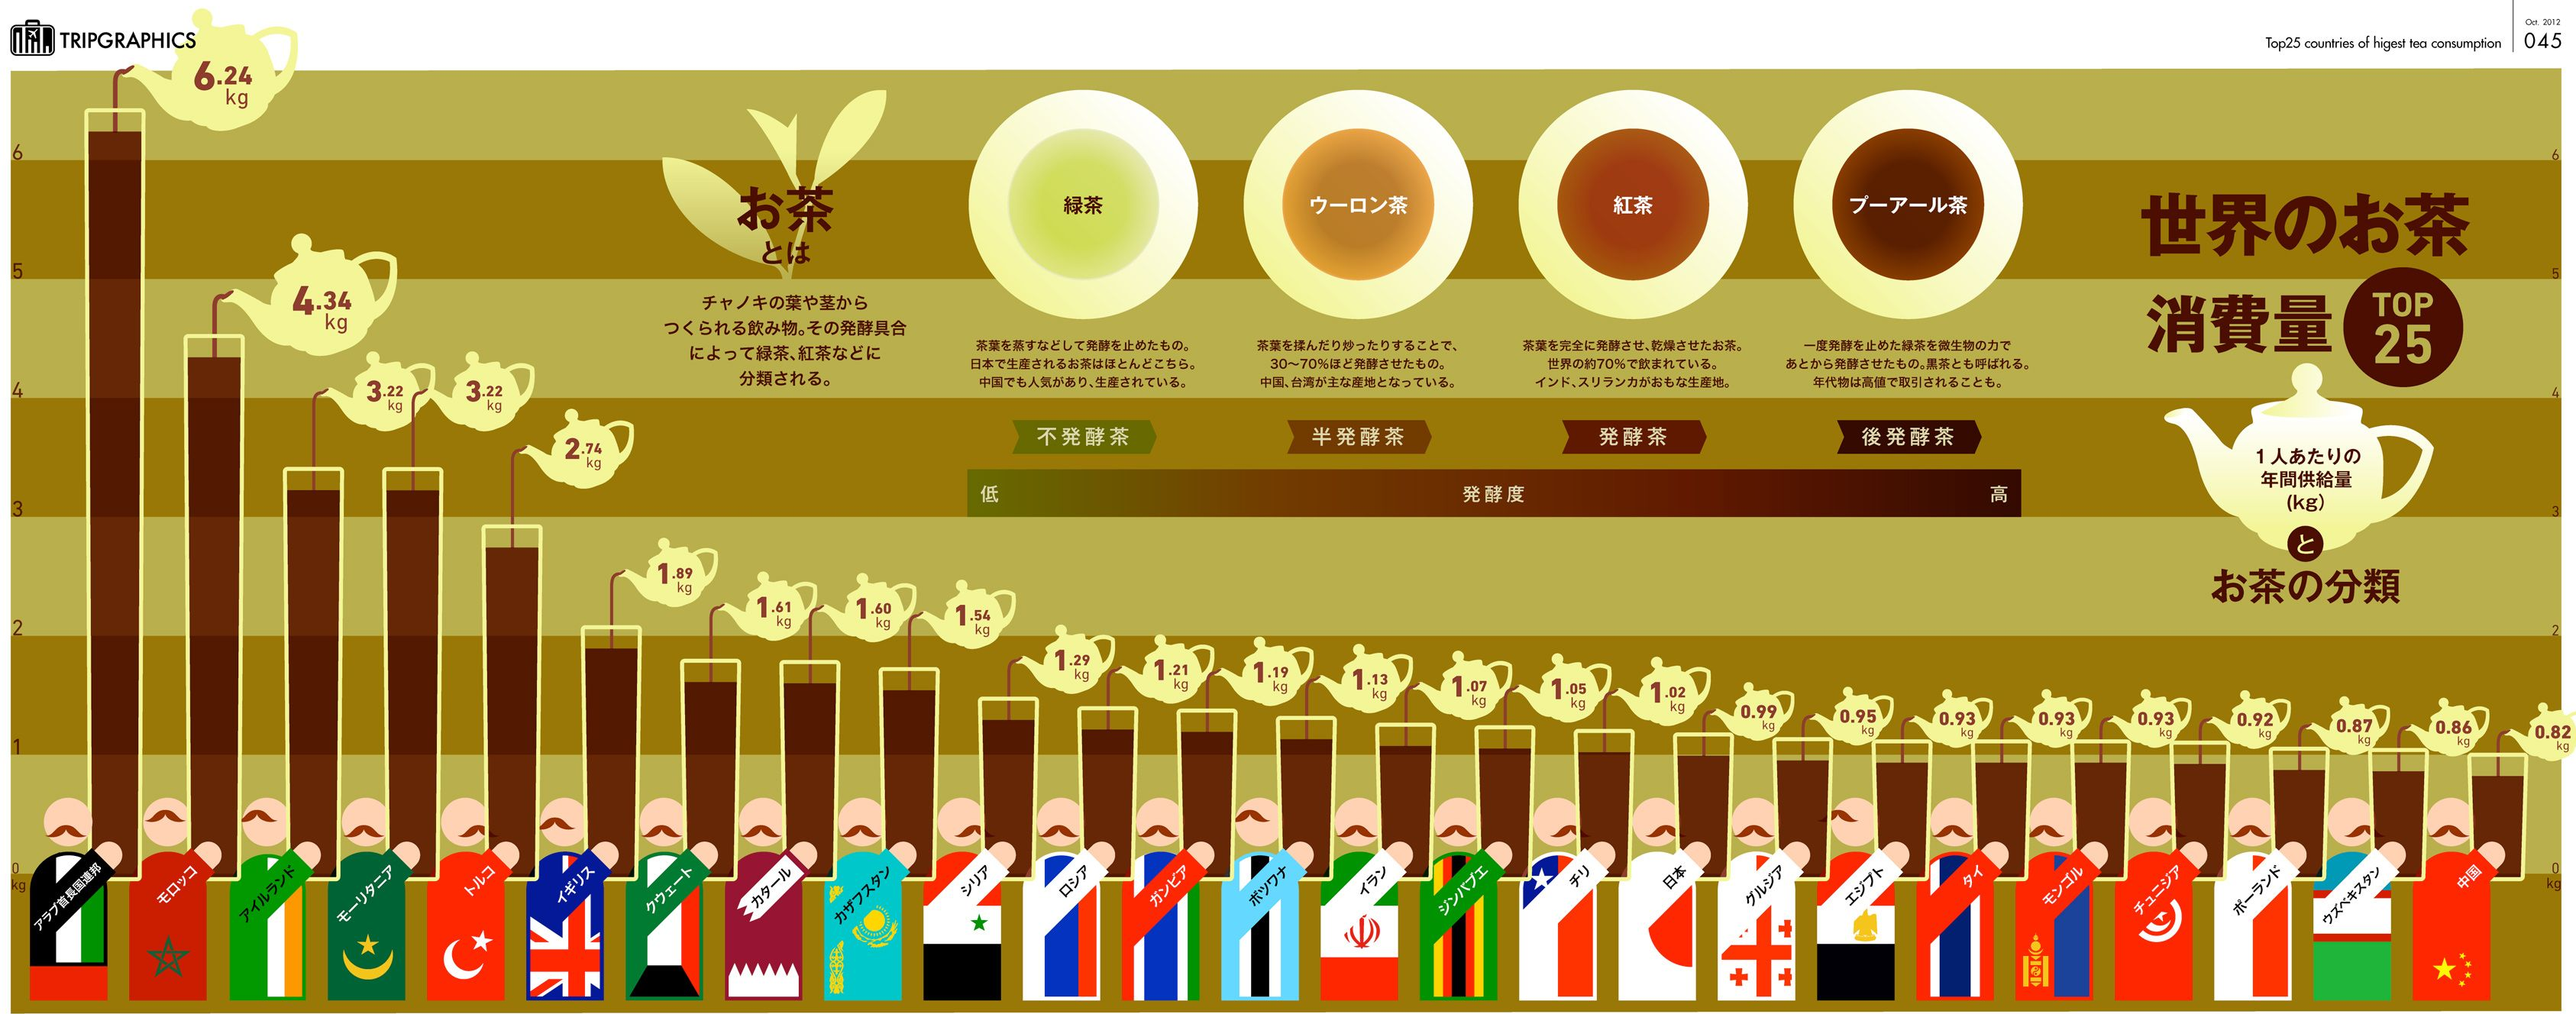 TRIPGRAPHICS
Top25 countries of higest tea consumption
Oct. 2012
045
世界のお茶
消費量
TOP
25
1人あたりの
年間供給量
(kg)
と
お茶の分類
お茶
とは
チャノキの葉や茎から
つくられる飲み物。その発酵具合
によって緑茶、紅茶などに
分類される。
緑茶
茶葉を蒸すなどして発酵を止めたもの。
日本で生産されるお茶はほとんどこちら。
中国でも人気があり、生産されている。
不発酵茶
ウーロン茶
茶葉を揉んだり炒ったりすることで、
30〜70%ほど発酵させたもの。
中国、台湾が主な産地となっている。
半発酵茶
紅茶
茶葉を完全に発酵させ、乾燥させたお茶。
世界の約70%で飲まれている。
インド、スリランカがおもな生産地。
発酵茶
プーアール茶
一度発酵を止めた緑茶を微生物の力で
あとから発酵させたもの。黒茶とも呼ばれる。
年代物は高値で取引されることも。
後発酵茶
低 発酵度 高
6
5
4
3
2
1
0
kg
6
5
4
3
2
0
kg
6.24
kg
4.34
kg
3.22
kg
3.22
kg
2.74
kg
1.89
kg
1.61
kg
1.60
kg
1.54
kg
1.29
kg
1.21
kg
1.19
kg
1.13
kg
1.07
kg
1.05
kg
1.02
kg
0.99
kg
0.95
kg
0.93
kg
0.93
kg
0.93
kg
0.92
kg
0.87
kg
0.86
kg
0.82
kg
アラブ首長国連邦
モロッコ
アイルランド
モーリタニア
トルコ
イギリス
クウェート
カタール
カザフスタン
シリア
ロシア
ガンビア
ボツワナ
イラン
ジンバブエ
チリ
日本
グルジア
エジプト
タイ
モンゴル
チュニジア
ポーランド
ウズベキスタン
中国